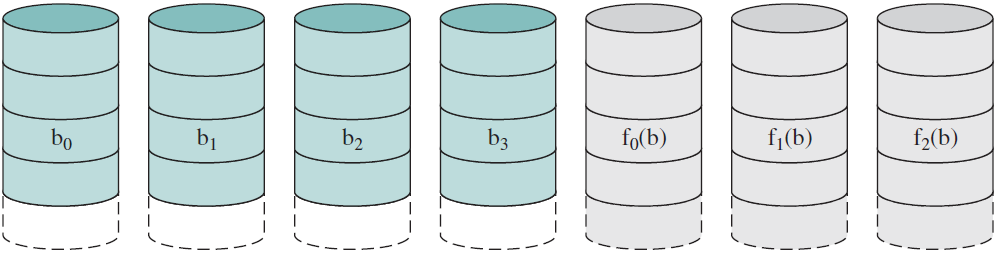 b₀ b₁ b₂ b₃ f₀(b) f₁(b) f₂(b)